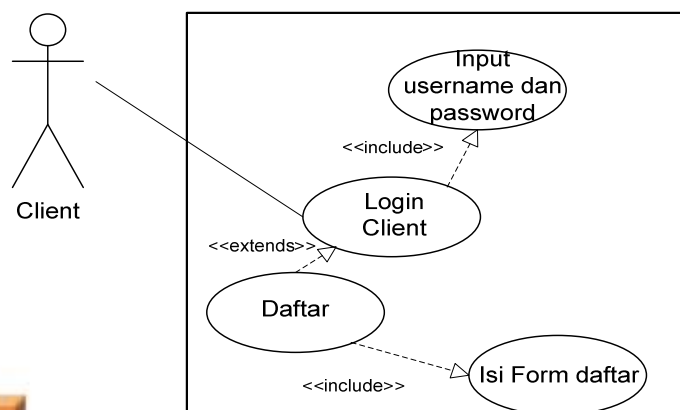 Input
username dan
password
<<include>>
Login
Client
Client
<<extends>>
Daftar
Isi Form daftar
<<include>>